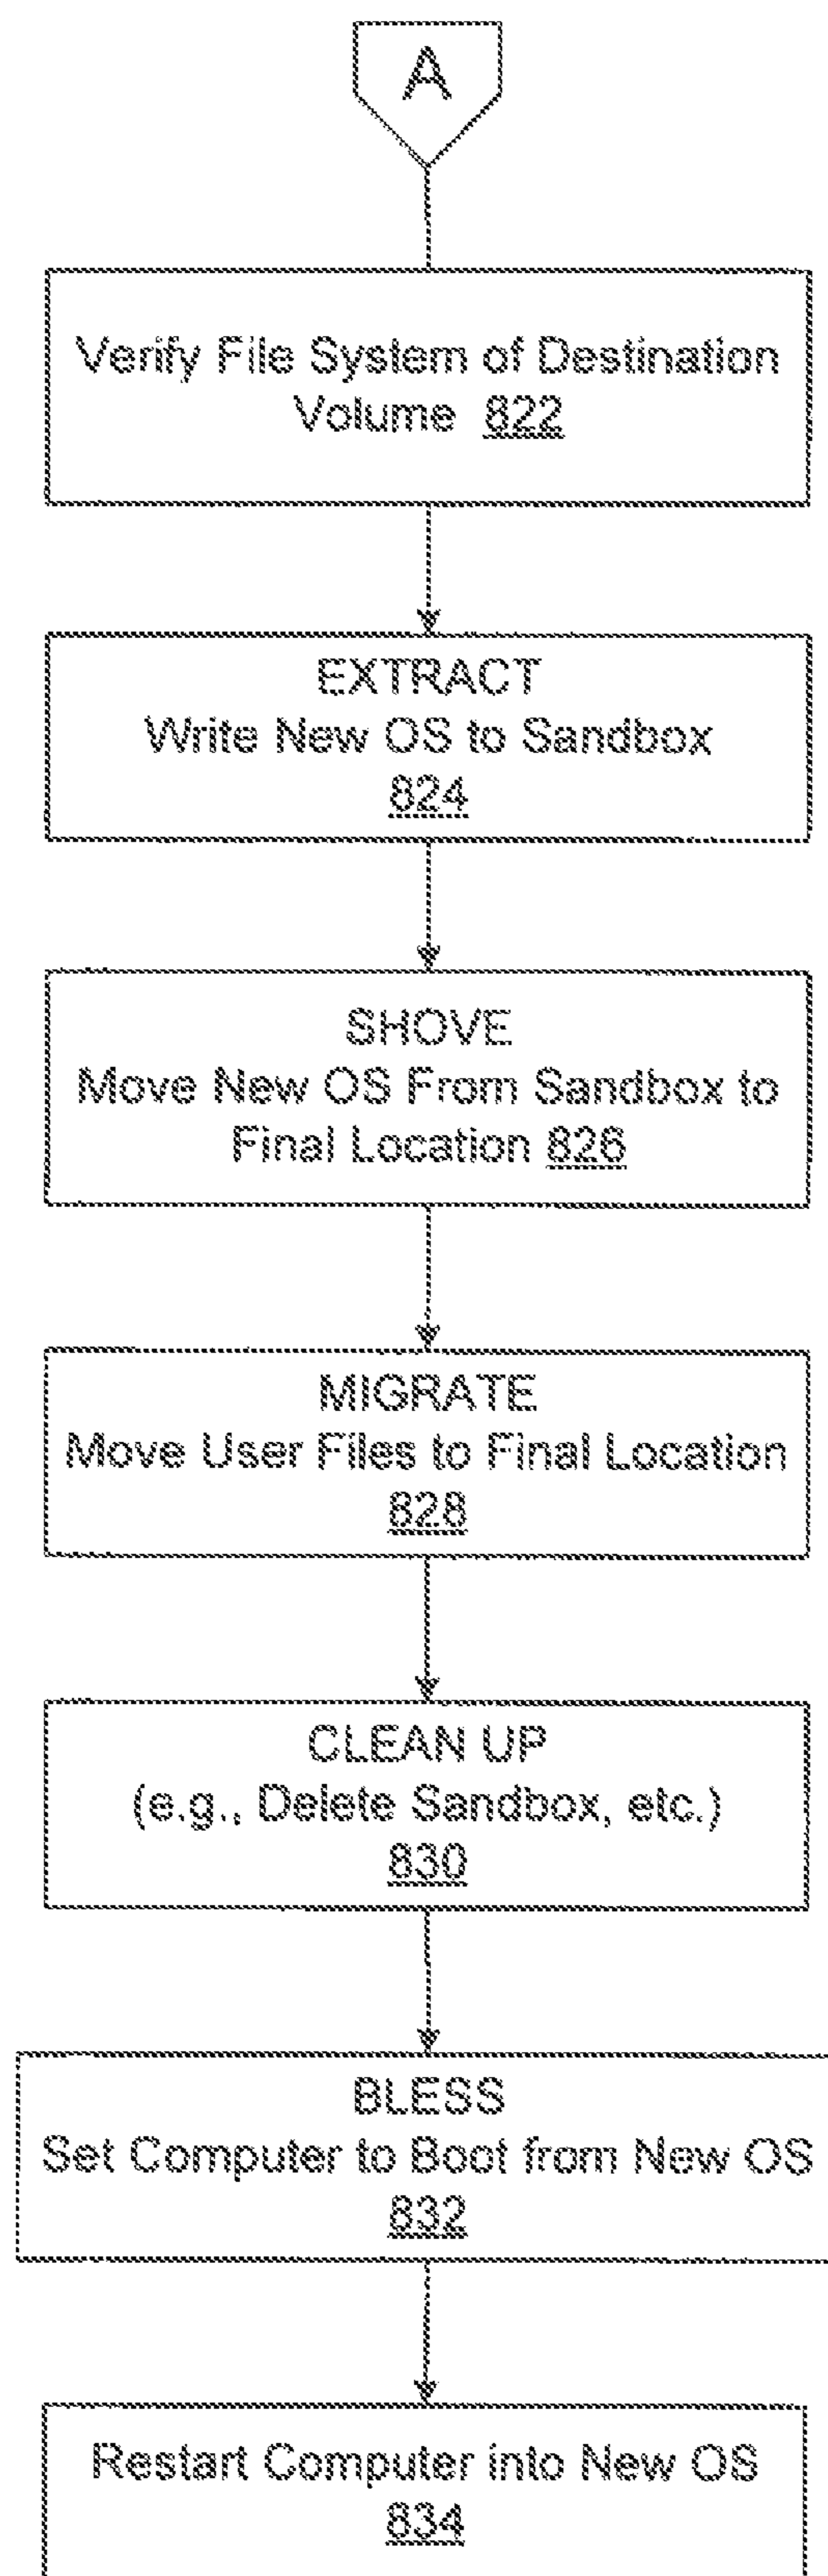 A
Verify File System of Destination
Volume 822
EXTRACT
Write New OS to Sandbox
824
SHOVE
Move New OS From Sandbox to
Final Location 826
MIGRATE
Move User Files to Final Location
828
CLEAN UP
(e.g., Delete Sandbox, etc.)
830
BLESS
Set Computer to Boot from New OS
832
Restart Computer into New OS
834